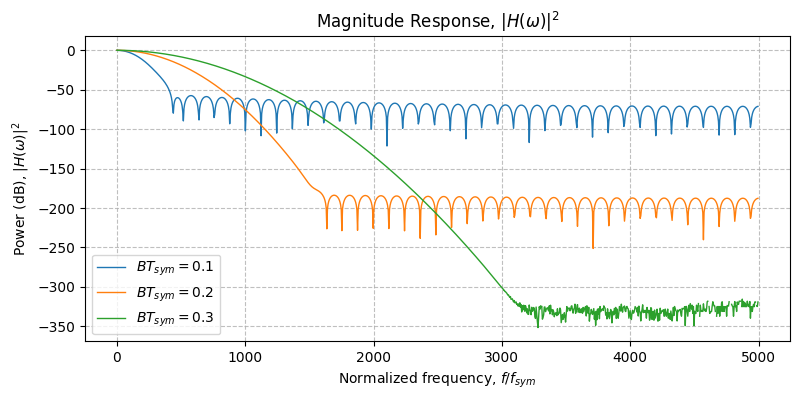 Magnitude Response, |H(ω)|²
Power (dB), |H(ω)|²
0
−50
−100
−150
−200
−250
−300
−350
BT_sym = 0.1
BT_sym = 0.2
BT_sym = 0.3
0 1000 2000 3000 4000 5000
Normalized frequency, f/f_sym